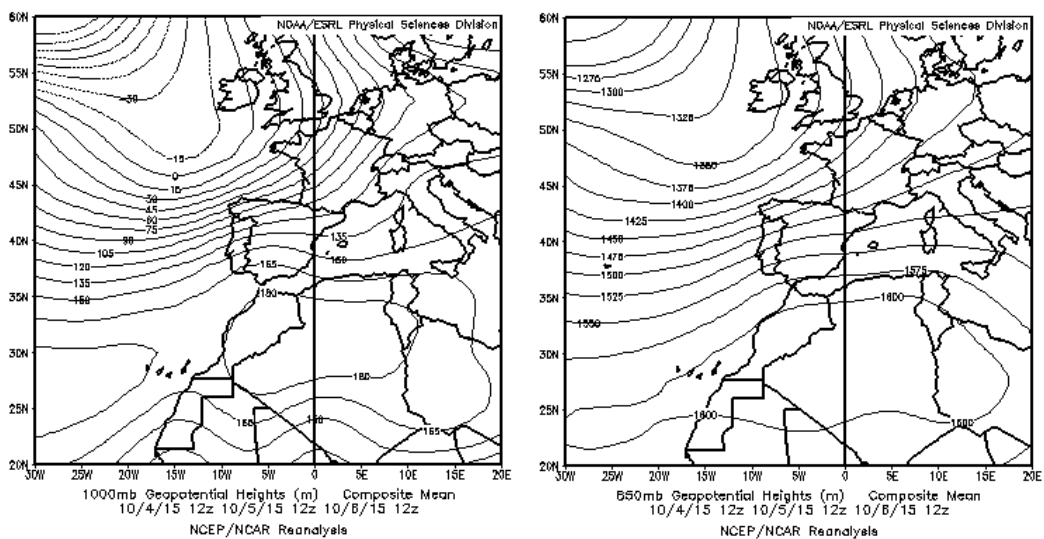 NOAA/ESRL Physical Sciences Division
60N
55N
50N
45N
40N
35N
30N
25N
20N
-30
-15
0
15
30
45
60
75
90
105
120
135
150
135
150
165
180
180
165
30W
25W
20W
15W
10W
5W
0
5E
10E
15E
20E
1000mb Geopotential Heights (m) Composite Mean
10/4/15 12z 10/5/15 12z 10/6/15 12z
NCEP/NCAR Reanalysis
NOAA/ESRL Physical Sciences Division
60N
55N
50N
45N
40N
35N
30N
25N
20N
1275
1300
1325
1375
1400
1425
1450
1475
1500
1525
1550
1575
1600
1600
30W
25W
20W
15W
10W
5W
0
5E
10E
15E
20E
850mb Geopotential Heights (m) Composite Mean
10/4/15 12z 10/5/15 12z 10/6/15 12z
NCEP/NCAR Reanalysis